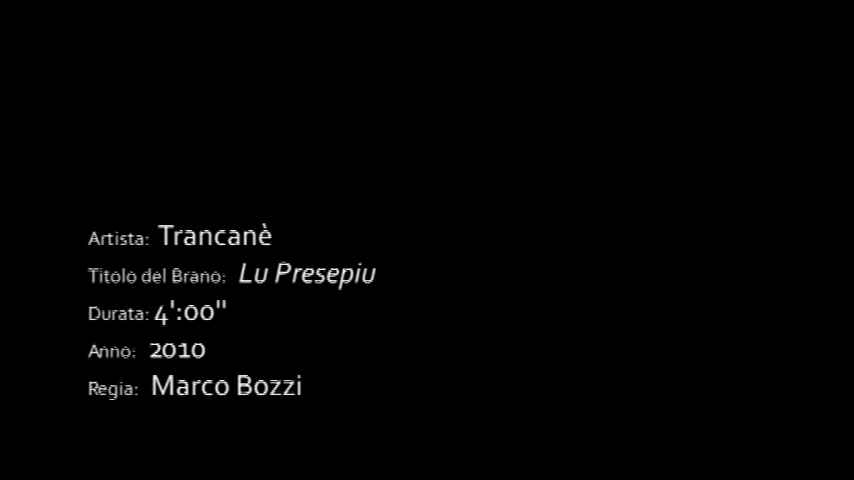 Artista: Trancanè
Titolo del Brano: Lu Presepiu
Durata: 4':00"
Anno: 2010
Regia: Marco Bozzi